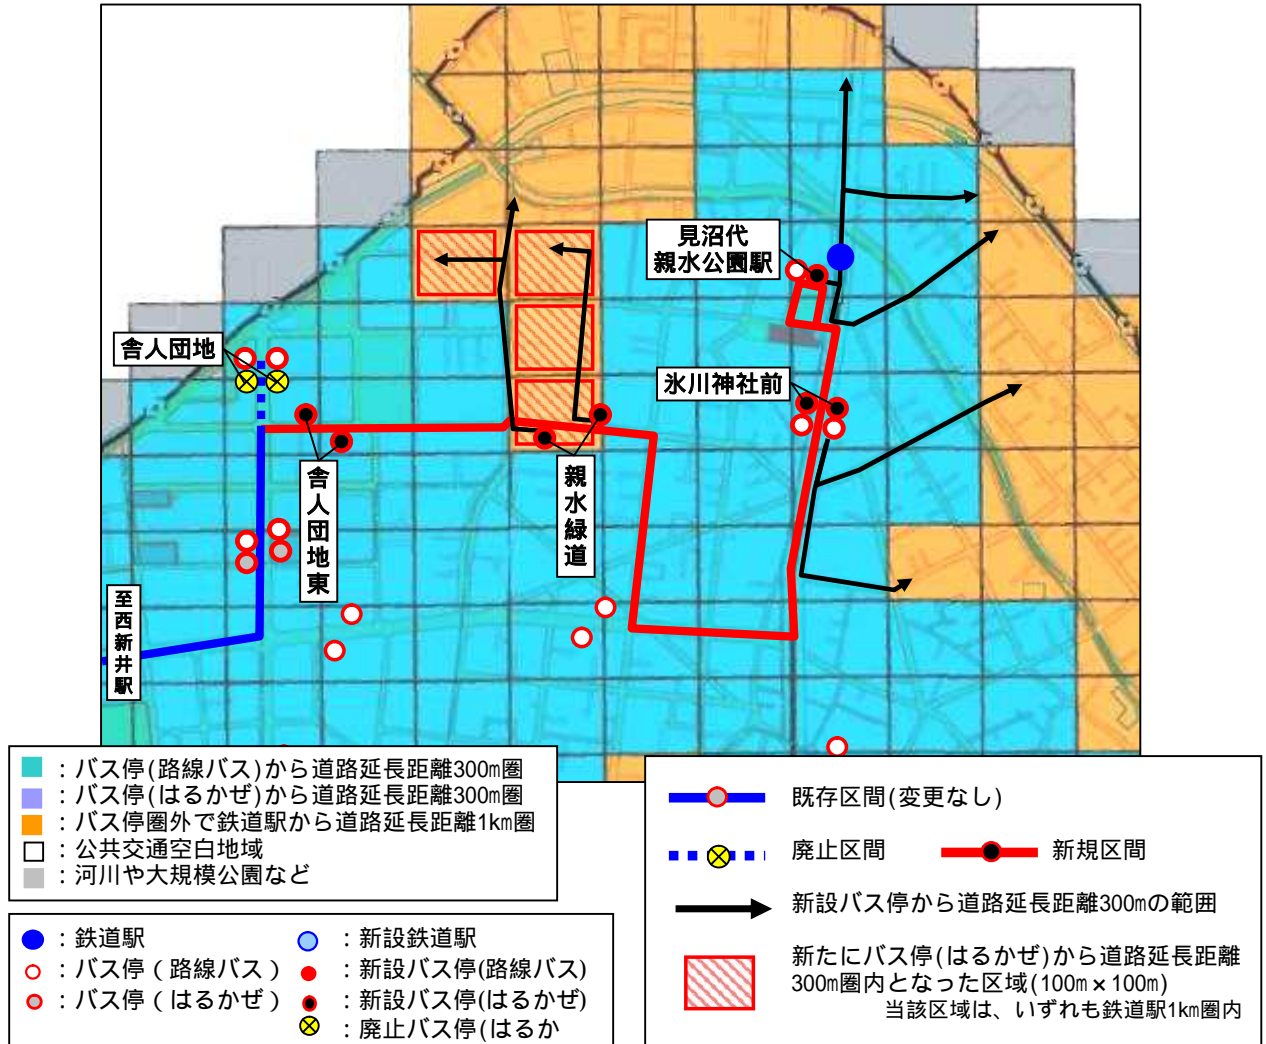 見沼代
親水公園駅
舎人団地
氷川神社前
舎人団地東
親水緑道
至西新井駅
：バス停(路線バス)から道路延長距離300m圏
：バス停(はるかぜ)から道路延長距離300m圏
：バス停圏外で鉄道駅から道路延長距離1km圏
：公共交通空白地域
：河川や大規模公園など
：鉄道駅
：バス停（路線バス）
：バス停（はるかぜ）
：新設鉄道駅
：新設バス停(路線バス)
：新設バス停(はるかぜ)
：廃止バス停(はるか
既存区間(変更なし)
廃止区間
新規区間
新設バス停から道路延長距離300mの範囲
新たにバス停(はるかぜ)から道路延長距離
300m圏内となった区域(100m×100m)
当該区域は、いずれも鉄道駅1km圏内